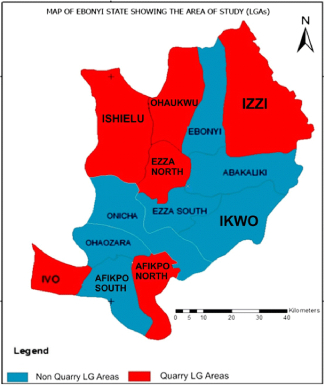 MAP OF EBONYI STATE SHOWING THE AREA OF STUDY (LGAs)
N
OHAUKWU
IZZI
ISHIELU
EBONYI
EZZA
NORTH
ABAKALIKI
ONICHA
EZZA SOUTH
IKWO
OHAOZARA
IVO
AFIKPO
SOUTH
AFIKPO
NORTH
Kilometers
0 5 10 20 30 40
Legend
Non Quarry LG Areas
Quarry LG Areas